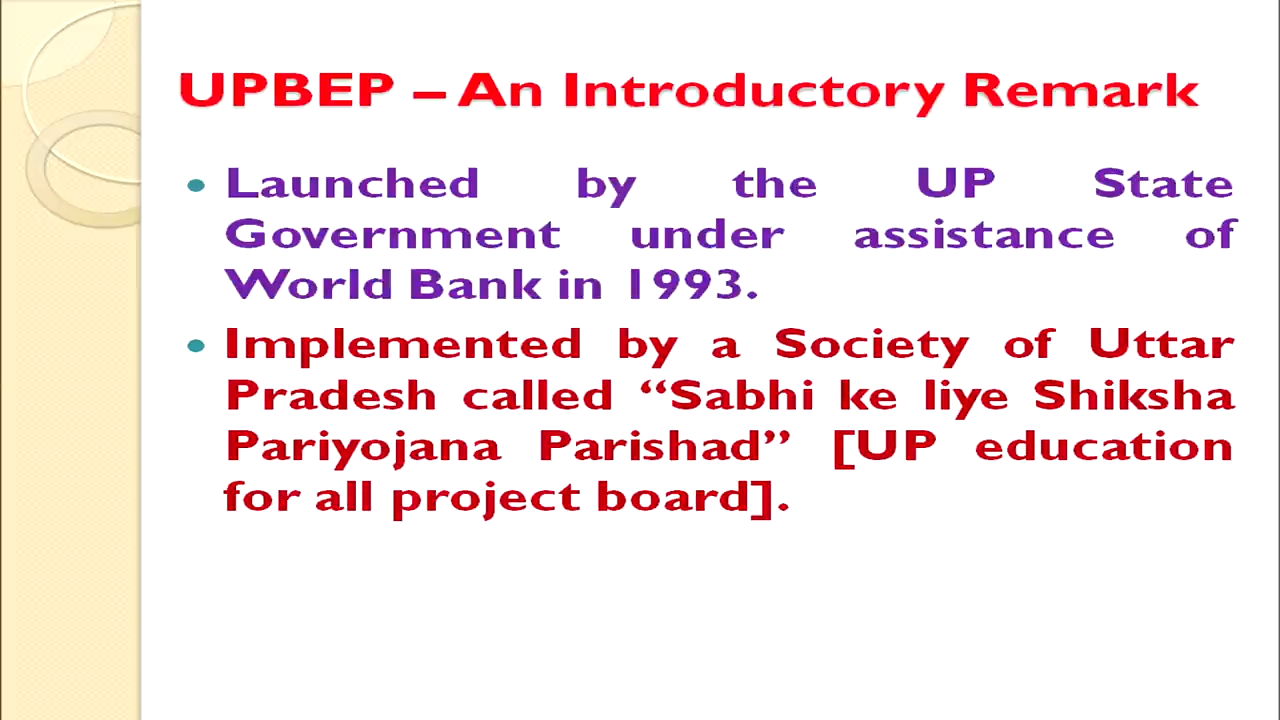 UPBEP – An Introductory Remark
• Launched by the UP State
Government under assistance of
World Bank in 1993.
• Implemented by a Society of Uttar
Pradesh called “Sabhi ke liye Shiksha
Pariyojana Parishad” [UP education
for all project board].